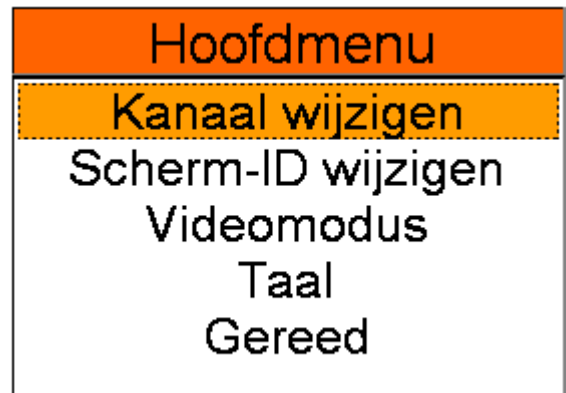 Hoofdmenu
Kanaal wijzigen
Scherm-ID wijzigen
Videomodus
Taal
Gereed